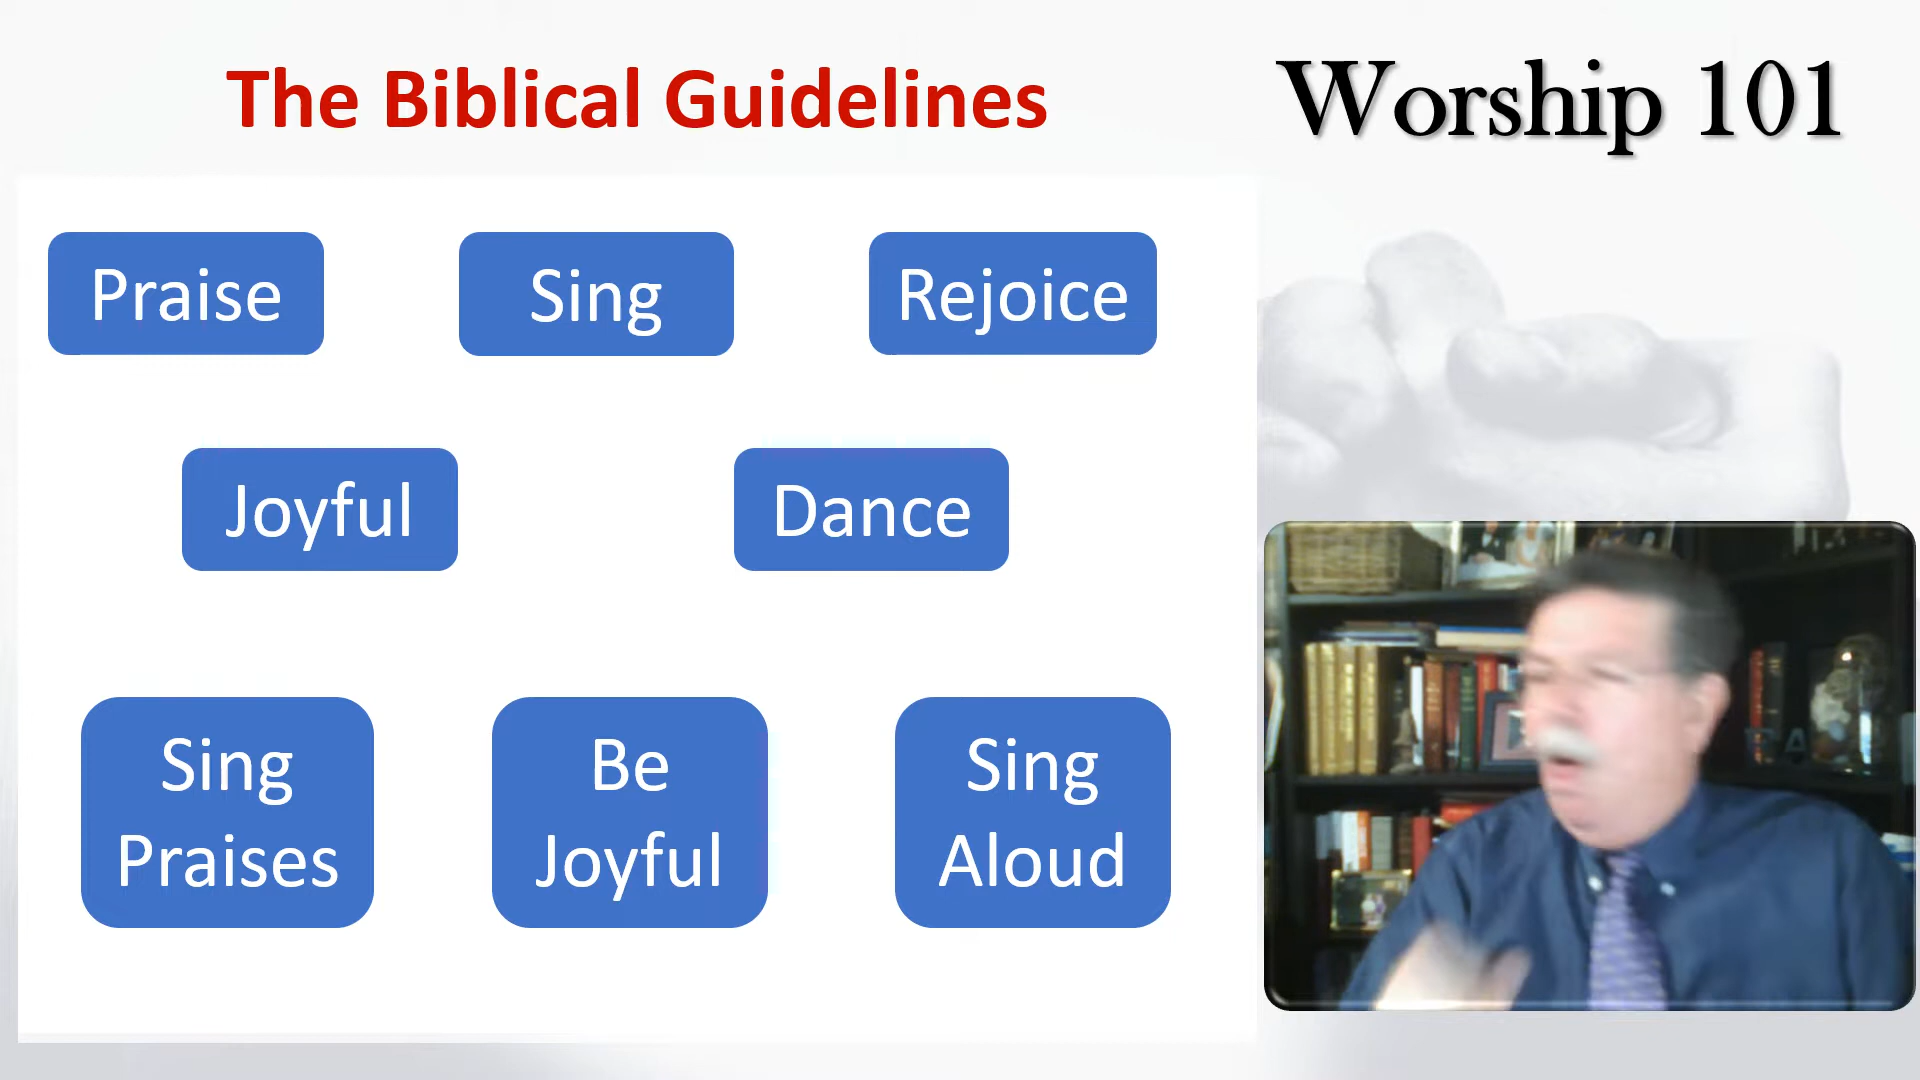 The Biblical Guidelines
Worship 101
Praise
Sing
Rejoice
Joyful
Dance
Sing
Praises
Be
Joyful
Sing
Aloud